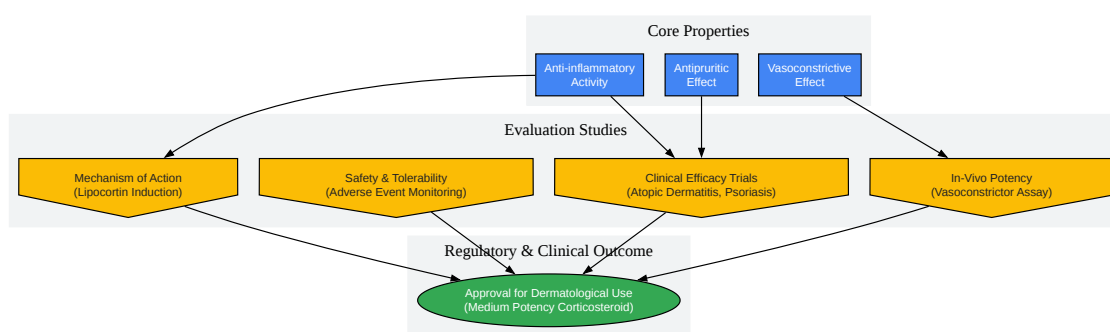 Core Properties
Anti-inflammatory
Activity
Antipruritic
Effect
Vasoconstrictive
Effect
Evaluation Studies
Mechanism of Action
(Lipocortin Induction)
Safety & Tolerability
(Adverse Event Monitoring)
Clinical Efficacy Trials
(Atopic Dermatitis, Psoriasis)
In-Vivo Potency
(Vasoconstrictor Assay)
Regulatory & Clinical Outcome
Approval for Dermatological Use
(Medium Potency Corticosteroid)